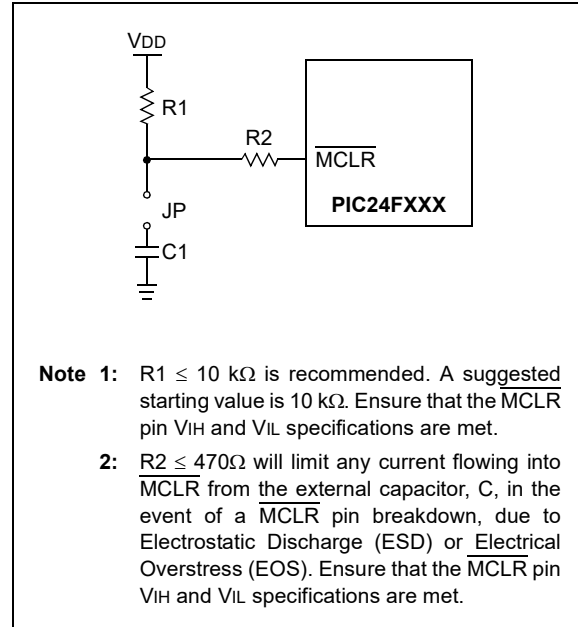 VDD
R1
R2
MCLR
JP
PIC24FXXX
C1
Note 1: R1 ≤ 10 kΩ is recommended. A suggested
starting value is 10 kΩ. Ensure that the MCLR
pin VIH and VIL specifications are met.
2: R2 ≤ 470Ω will limit any current flowing into
MCLR from the external capacitor, C, in the
event of a MCLR pin breakdown, due to
Electrostatic Discharge (ESD) or Electrical
Overstress (EOS). Ensure that the MCLR pin
VIH and VIL specifications are met.